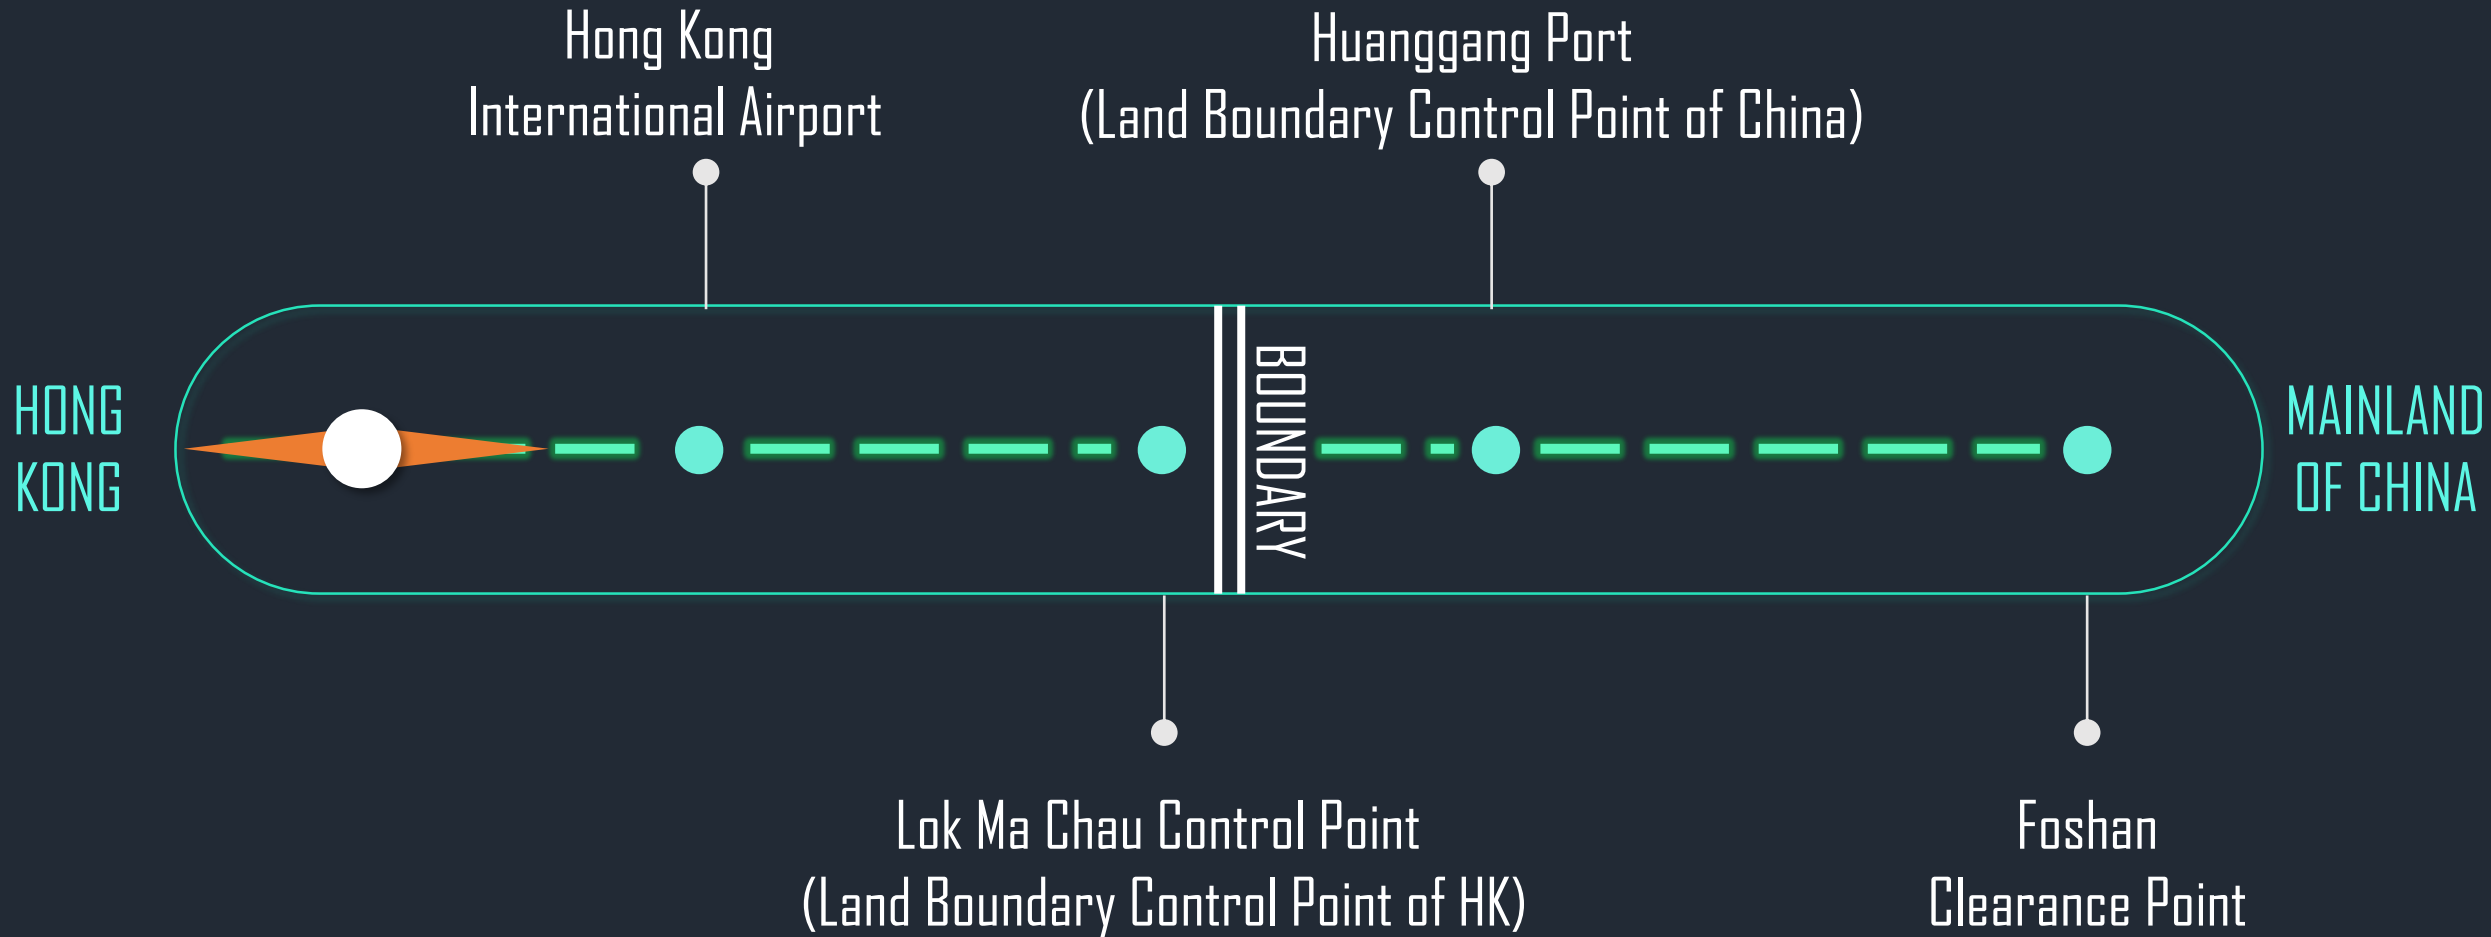 Hong Kong
International Airport
Huanggang Port
(Land Boundary Control Point of China)
HONG
KONG
BOUNDARY
MAINLAND
OF CHINA
Lok Ma Chau Control Point
(Land Boundary Control Point of HK)
Foshan
Clearance Point